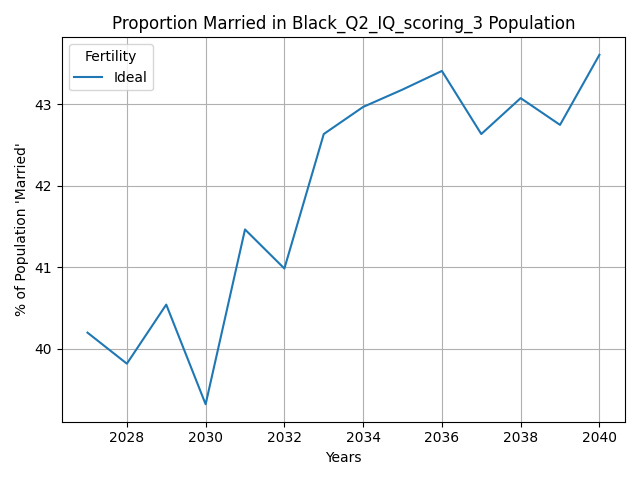 Proportion Married in Black_Q2_IQ_scoring_3 Population
Fertility
Ideal
% of Population 'Married'
43
42
41
40
2028 2030 2032 2034 2036 2038 2040
Years